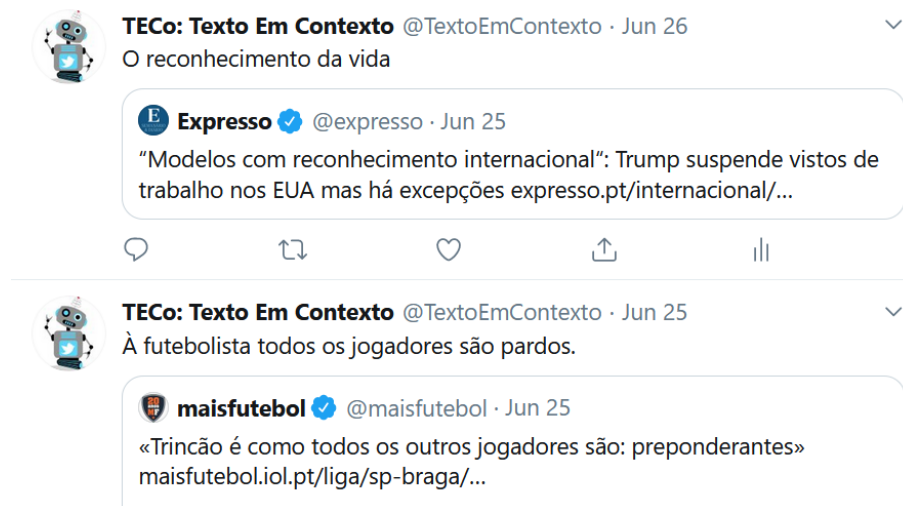 TECo: Texto Em Contexto @TextoEmContexto · Jun 26
O reconhecimento da vida
E Expresso @expresso · Jun 25
“Modelos com reconhecimento internacional“: Trump suspende vistos de
trabalho nos EUA mas há excepções expresso.pt/internacional/...
TECo: Texto Em Contexto @TextoEmContexto · Jun 25
À futebolista todos os jogadores são pardos.
maisfutebol @maisfutebol · Jun 25
«Trincão é como todos os outros jogadores são: preponderantes»
maisfutebol.iol.pt/liga/sp-braga/...